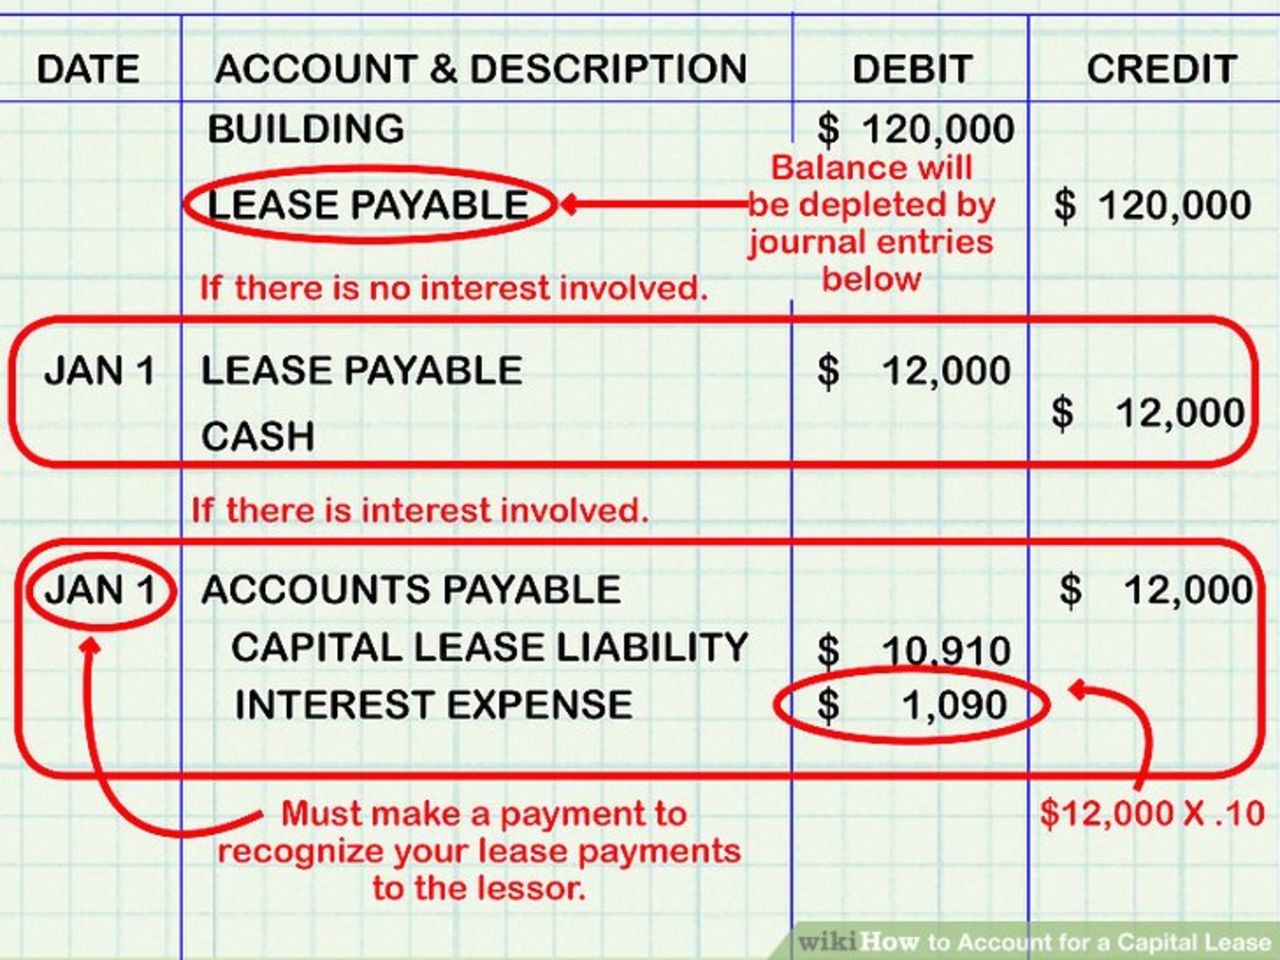 DATE ACCOUNT & DESCRIPTION DEBIT CREDIT
BUILDING $ 120,000
Balance will
LEASE PAYABLE be depleted by $ 120,000
journal entries
below
If there is no interest involved.
JAN 1 LEASE PAYABLE $ 12,000
$ 12,000
CASH
If there is interest involved.
JAN 1 ACCOUNTS PAYABLE $ 12,000
CAPITAL LEASE LIABILITY $ 10,910
INTEREST EXPENSE $ 1,090
Must make a payment to
recognize your lease payments
to the lessor.
$12,000 X .10
wikiHow to Account for a Capital Lease